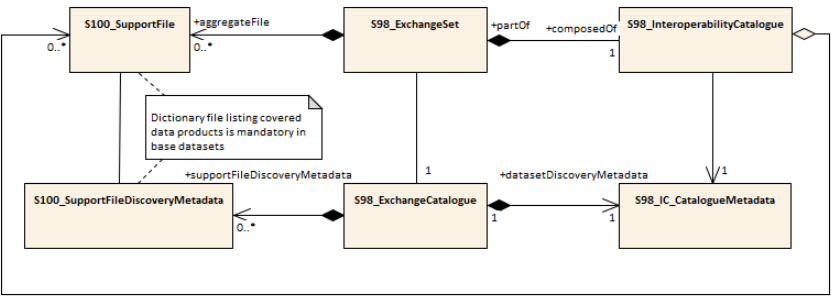 S100_SupportFile
+aggregateFile
0..*
0..*
S98_ExchangeSet
+partOf
+composedOf
1
S98_InteroperabilityCatalogue
Dictionary file listing covered
data products is mandatory in
base datasets
+supportFileDiscoveryMetadata
1
+datasetDiscoveryMetadata
1
S100_SupportFileDiscoveryMetadata
0..*
S98_ExchangeCatalogue
1
1
S98_IC_CatalogueMetadata